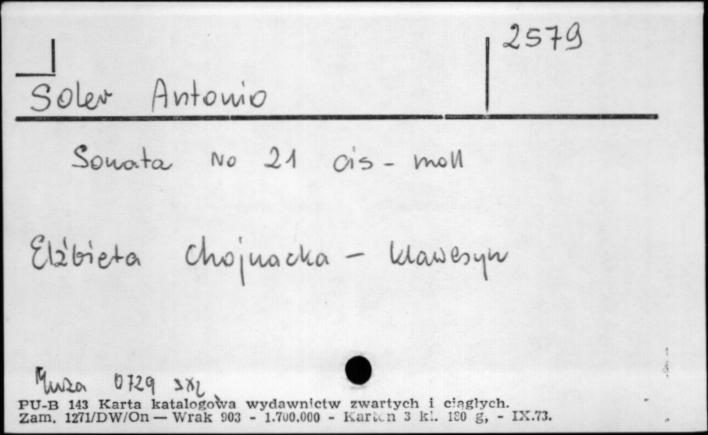 2579
Soler Antonio
Sonata No 21 cis-moll
Elżbieta Chojnacka - klawesyn
Muza 0729 SXL
PU-B 143 Karta katalogowa wydawnictw zwartych i ciągłych.
Zam. 1271/DW/On — Wrak 903 - 1.700.000 - Karton 3 kl. 180 g, - IX.73.